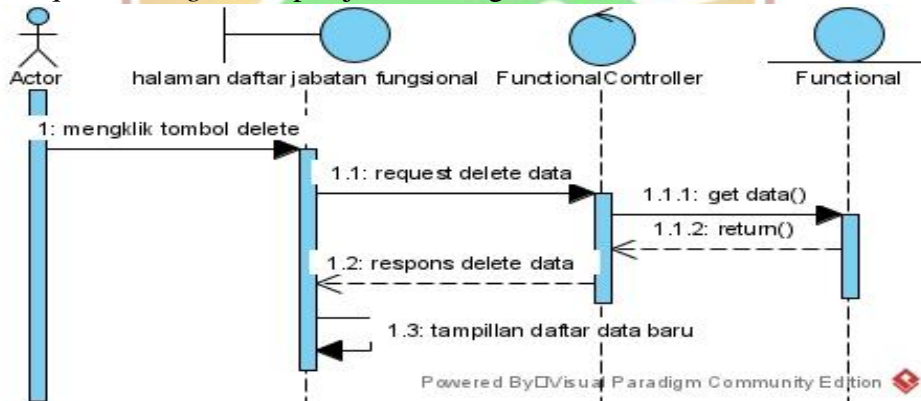 Actor
halaman daftar jabatan fungsional
FunctionalController
Functional
1: mengklik tombol delete
1.1: request delete data
1.1.1: get data()
1.1.2: return()
1.2: respons delete data
1.3: tampillan daftar data baru
Powered By Visual Paradigm Community Edition